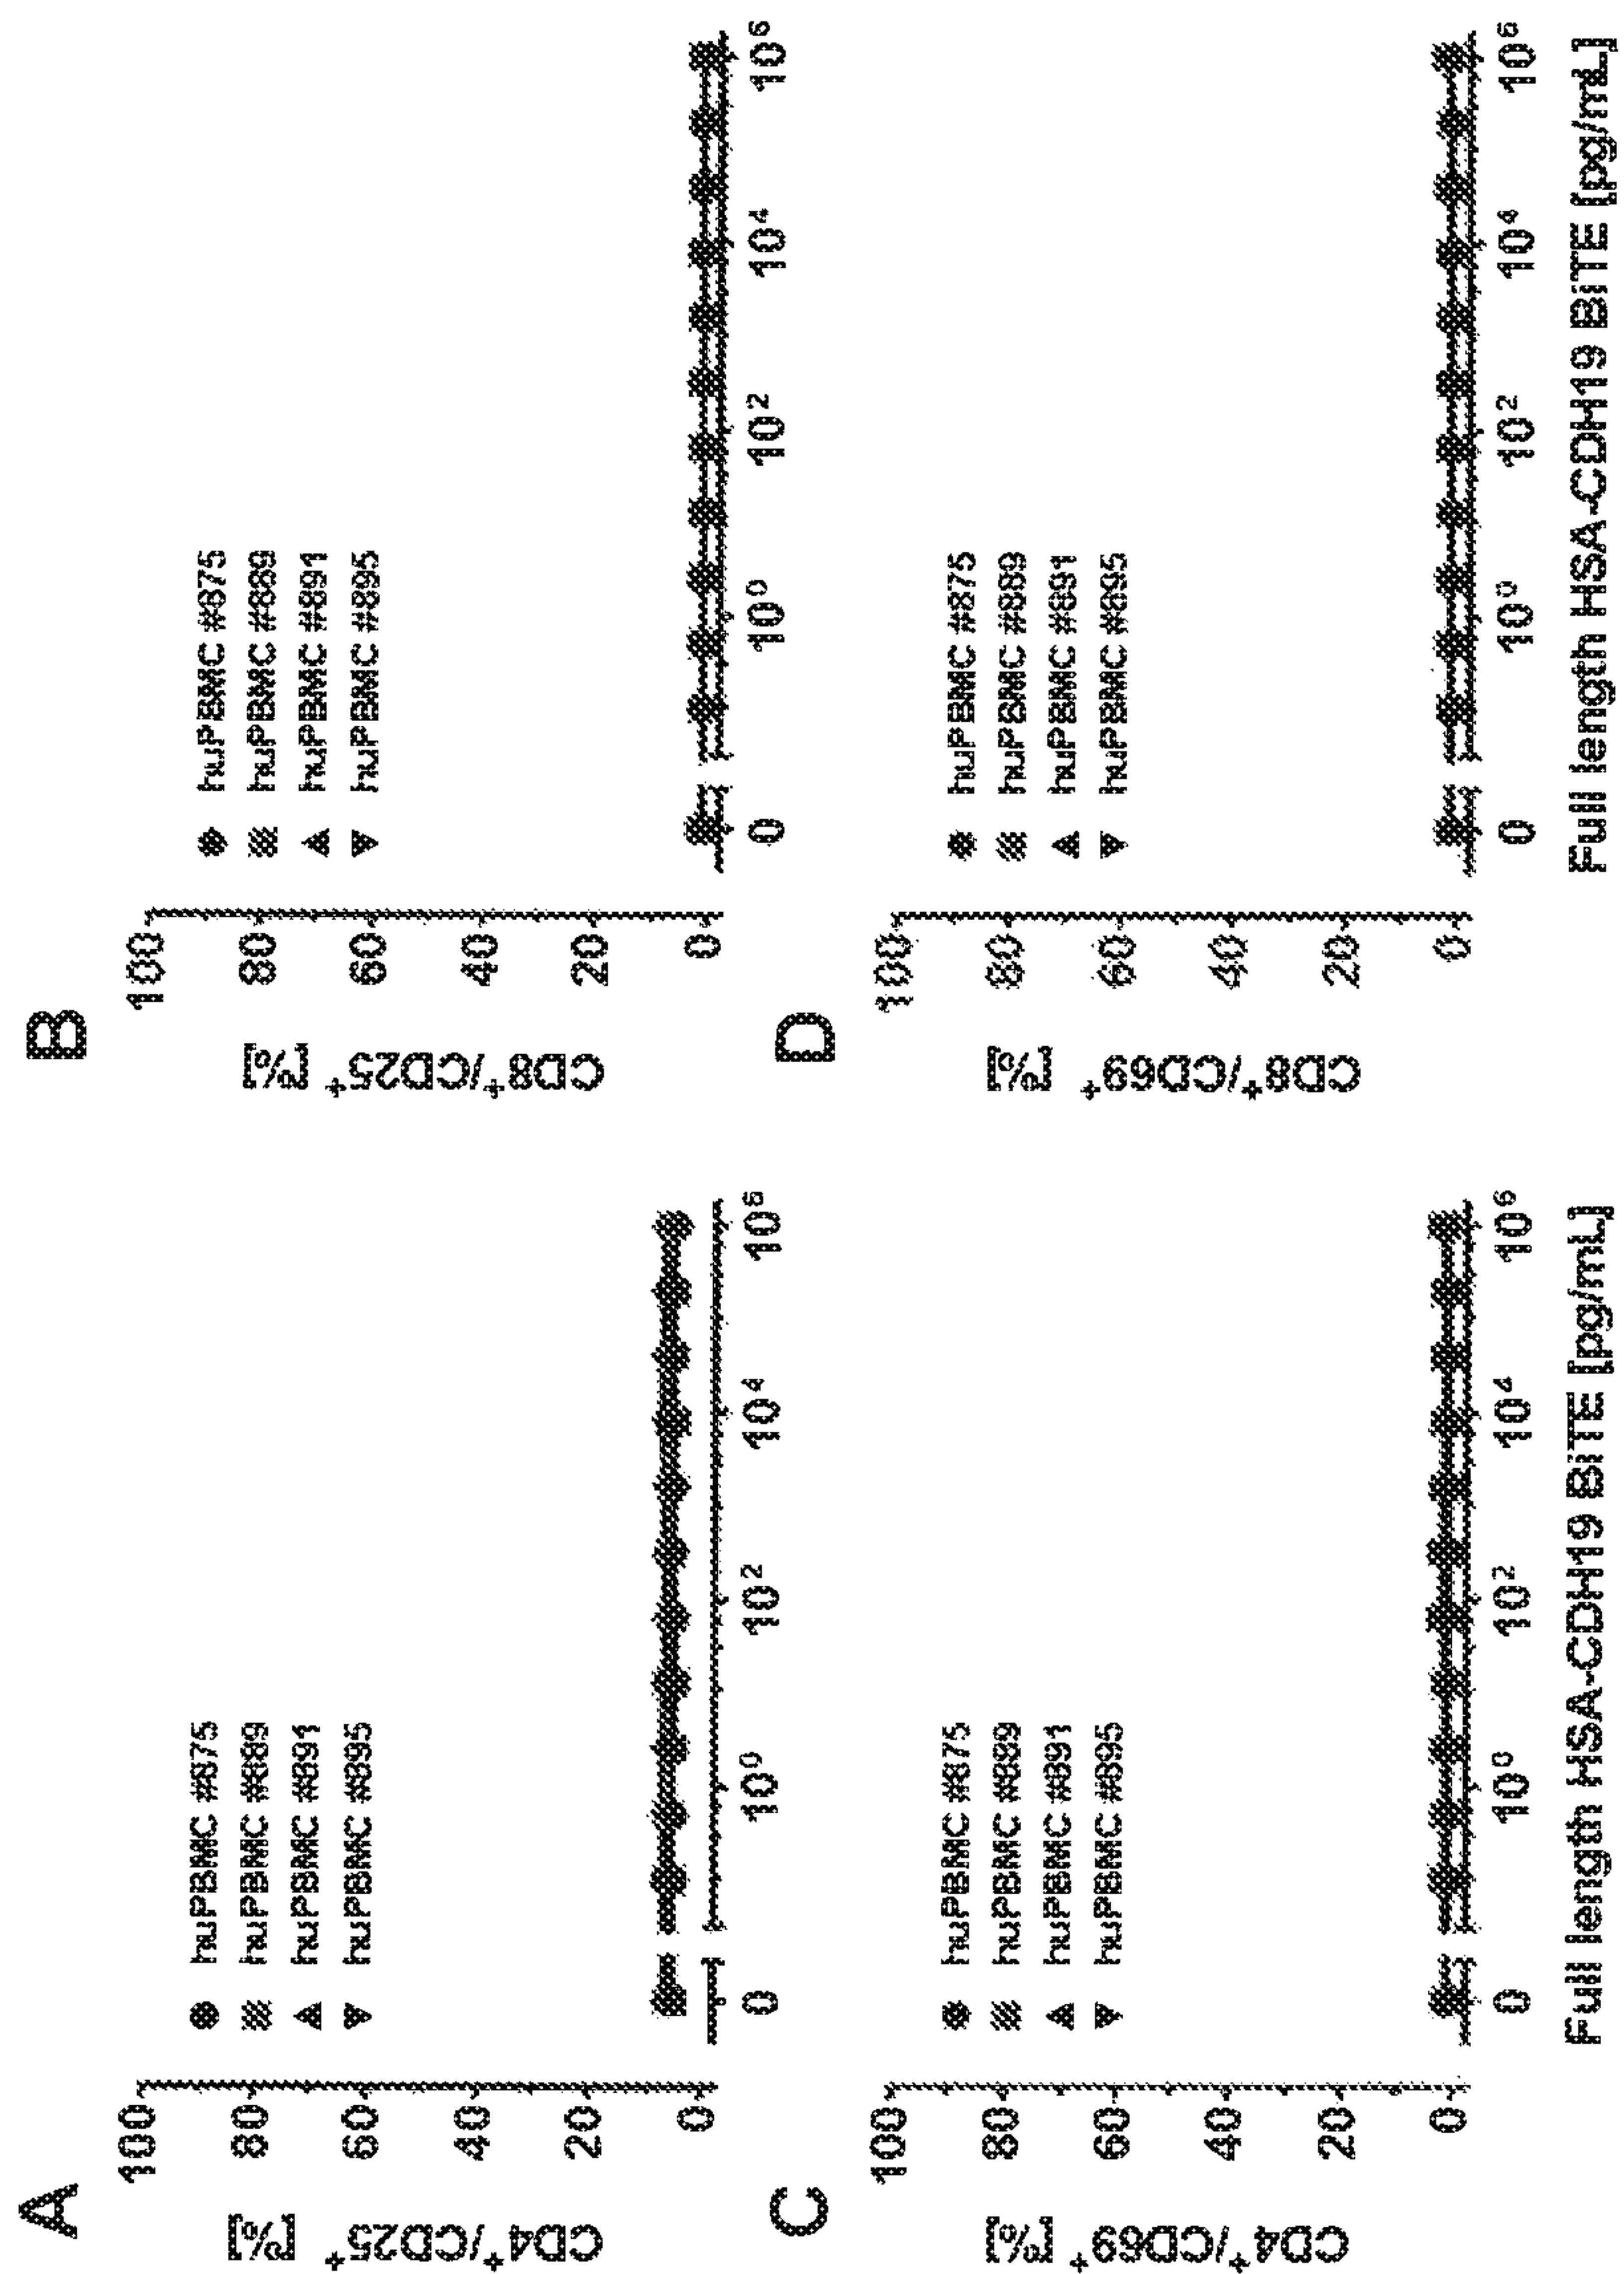 A
CD4⁺/CD25⁺ [%]
100
80
60
40
20
0
huPBMC #875
huPBMC #889
huPBMC #891
huPBMC #895
0
10⁰
10²
10⁴
10⁶
B
CD8⁺/CD25⁺ [%]
100
80
60
40
20
0
huPBMC #875
huPBMC #889
huPBMC #891
huPBMC #895
0
10⁰
10²
10⁴
10⁶
C
CD4⁺/CD69⁺ [%]
100
80
60
40
20
0
huPBMC #875
huPBMC #889
huPBMC #891
huPBMC #895
0
10⁰
10²
10⁴
10⁶
Full length HSA-CDH19 BiTE [pg/mL]
D
CD8⁺/CD69⁺ [%]
100
80
60
40
20
0
huPBMC #875
huPBMC #889
huPBMC #891
huPBMC #895
0
10⁰
10²
10⁴
10⁶
Full length HSA-CDH19 BiTE [pg/mL]